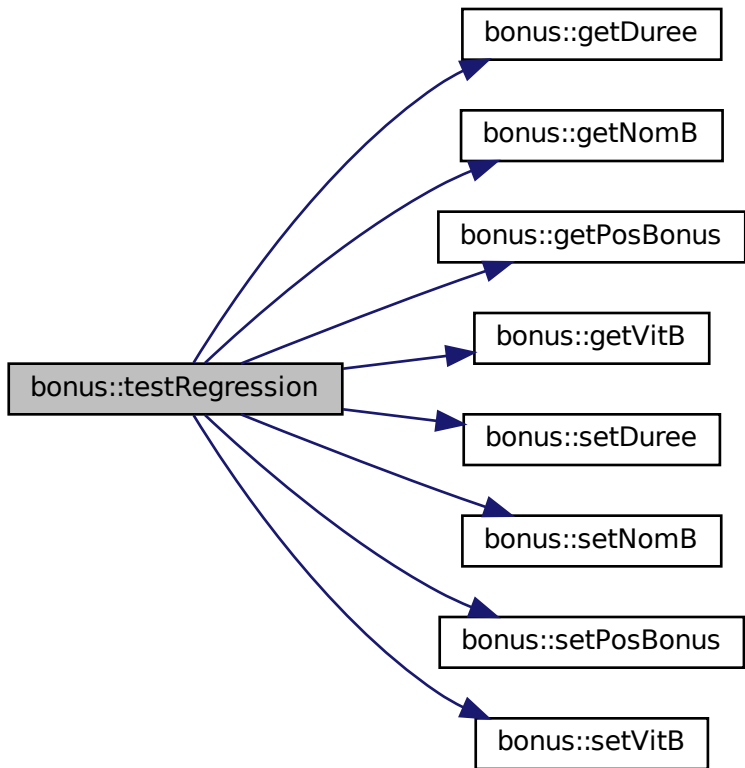 bonus::getDuree
bonus::getNomB
bonus::getPosBonus
bonus::getVitB
bonus::testRegression
bonus::setDuree
bonus::setNomB
bonus::setPosBonus
bonus::setVitB